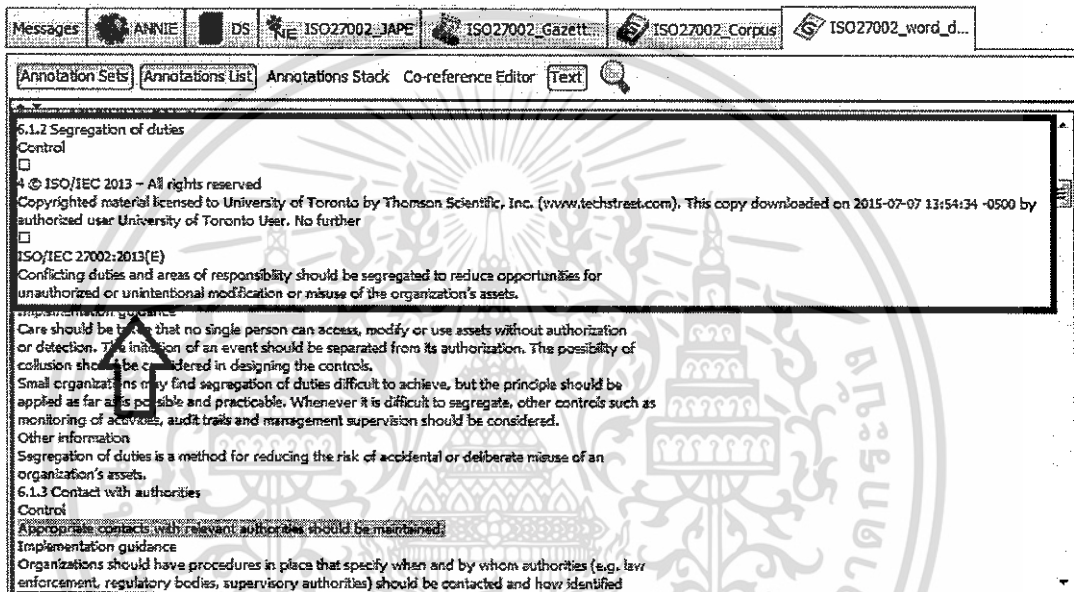 Messages ANNIE DS ISO27002_JAPE ISO27002_Gazett... ISO27002_Corpus ISO27002_word_d...
Annotation Sets Annotations List Annotations Stack Co-reference Editor Text
6.1.2 Segregation of duties
Control
4 © ISO/IEC 2013 – All rights reserved
Copyrighted material licensed to University of Toronto by Thomson Scientific, Inc. (www.techstreet.com). This copy downloaded on 2015-07-07 13:54:34 -0500 by
authorized user University of Toronto User. No further
ISO/IEC 27002:2013(E)
Conflicting duties and areas of responsibility should be segregated to reduce opportunities for
unauthorized or unintentional modification or misuse of the organization's assets.
Implementation guidance
Care should be taken that no single person can access, modify or use assets without authorization
or detection. The initiation of an event should be separated from its authorization. The possibility of
collusion should be considered in designing the controls.
Small organizations may find segregation of duties difficult to achieve, but the principle should be
applied as far as is possible and practicable. Whenever it is difficult to segregate, other controls such as
monitoring of activities, audit trails and management supervision should be considered.
Other information
Segregation of duties is a method for reducing the risk of accidental or deliberate misuse of an
organization's assets.
6.1.3 Contact with authorities
Control
Appropriate contacts with relevant authorities should be maintained.
Implementation guidance
Organizations should have procedures in place that specify when and by whom authorities (e.g. law
enforcement, regulatory bodies, supervisory authorities) should be contacted and how identified